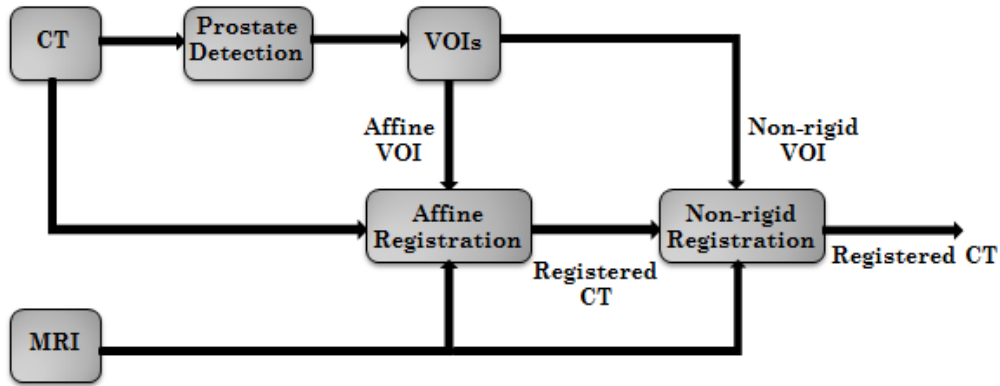 CT
Prostate
Detection
VOIs
Affine
VOI
Non-rigid
VOI
Affine
Registration
Non-rigid
Registration
Registered
CT
Registered CT
MRI